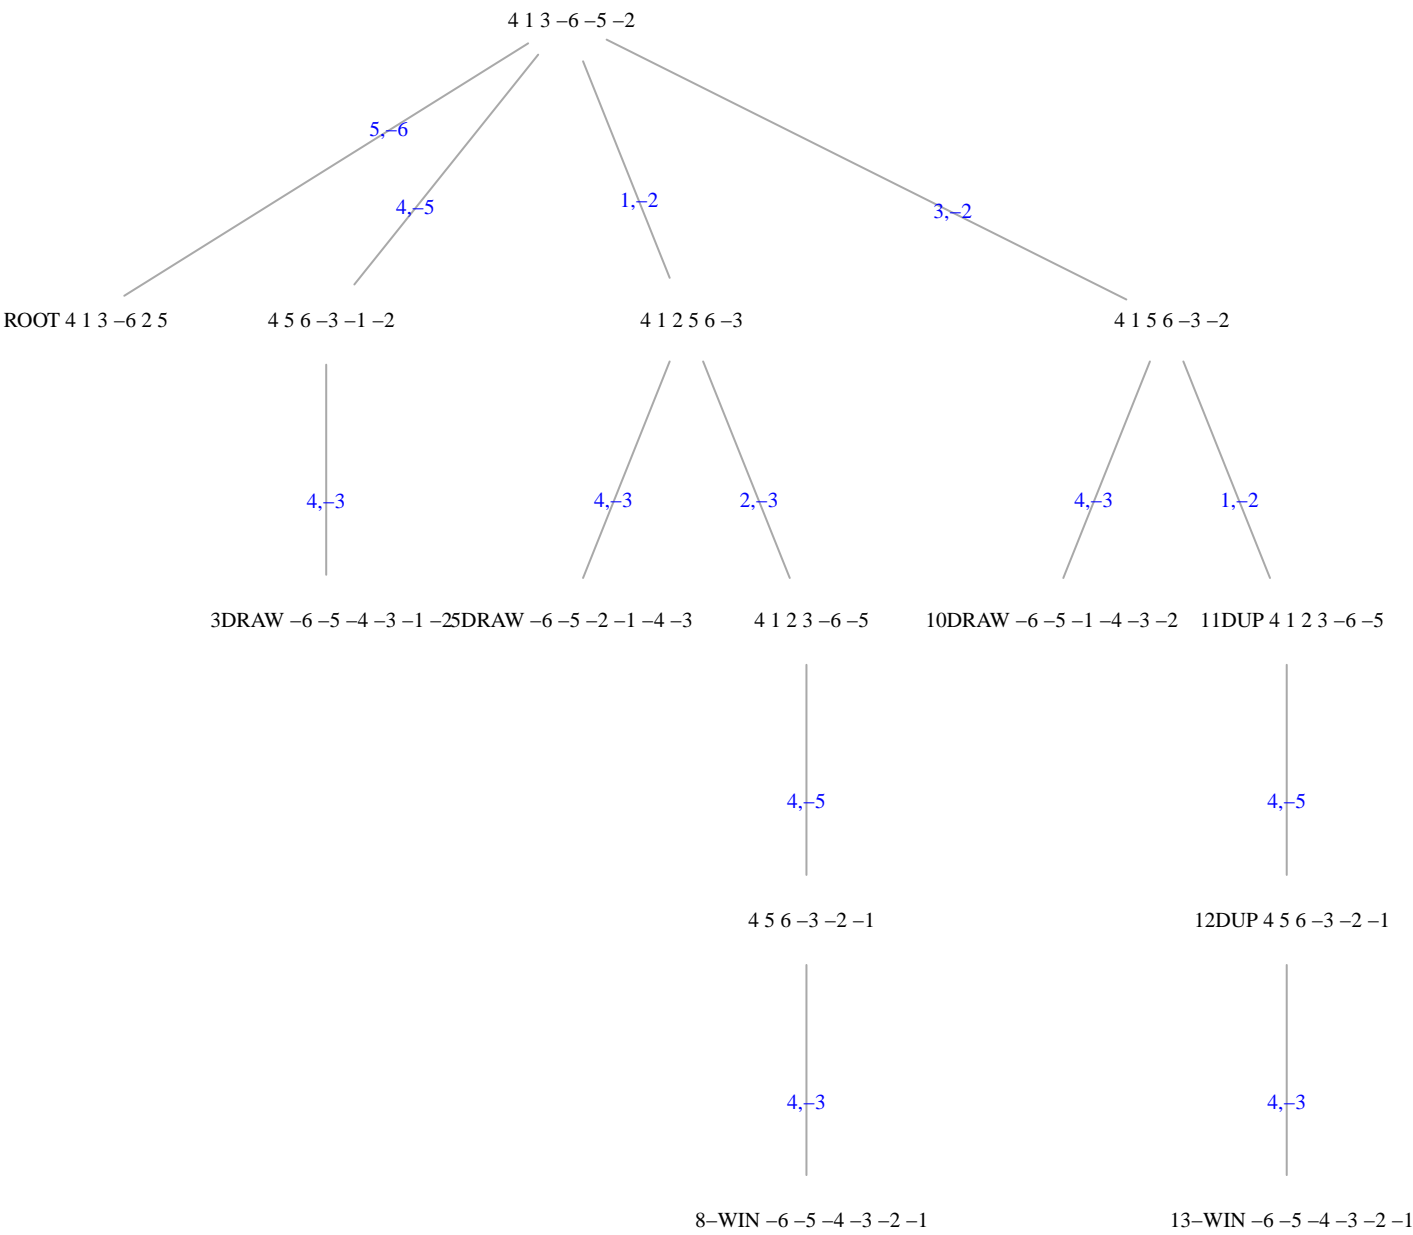 4 1 3 –6 –5 –2
5,–6
4,–5
1,–2
3,–2
ROOT 4 1 3 –6 2 5
4 5 6 –3 –1 –2
4 1 2 5 6 –3
4 1 5 6 –3 –2
4,–3
4,–3
2,–3
4,–3
1,–2
3DRAW –6 –5 –4 –3 –1 –2
5DRAW –6 –5 –2 –1 –4 –3
4 1 2 3 –6 –5
10DRAW –6 –5 –1 –4 –3 –2
11DUP 4 1 2 3 –6 –5
4,–5
4,–5
4 5 6 –3 –2 –1
12DUP 4 5 6 –3 –2 –1
4,–3
4,–3
8–WIN –6 –5 –4 –3 –2 –1
13–WIN –6 –5 –4 –3 –2 –1